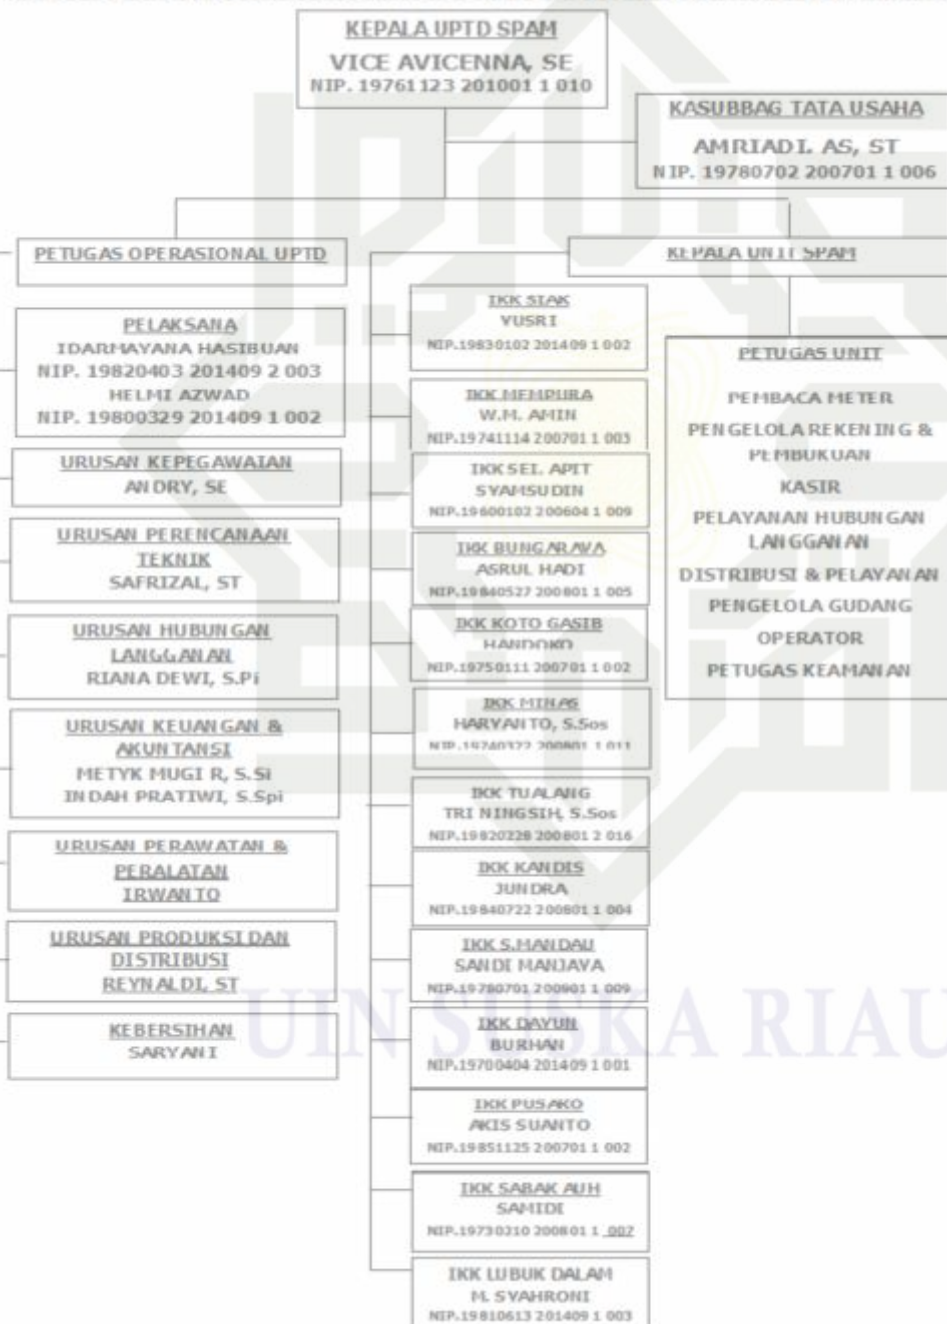 KEPALA UPTD SPAM
VICE AVICENNA, SE
NIP. 19761123 201001 1 010
KASUBBAG TATA USAHA
AMRIADI. AS, ST
NIP. 19780702 200701 1 006
PETUGAS OPERASIONAL UPTD
PELAKSANA
IDARMAYANA HASIBUAN
NIP. 19820403 201409 2 003
HELMI AZWAD
NIP. 19800329 201409 1 002
URUSAN KEPEGAWAIAN
ANDRY, SE
URUSAN PERENCANAAN
TEKNIK
SAFRIZAL, ST
URUSAN HUBUNGAN
LANGGANAN
RIANA DEWI, S.Pi
URUSAN KEUANGAN &
AKUNTANSI
METYK MUGI R, S.Si
INDAH PRATIWI, S.Spi
URUSAN PERAWATAN &
PERALATAN
IRWANTO
URUSAN PRODUKSI DAN
DISTRIBUSI
REYNALDI, ST
KEBERSIHAN
SARYANI
KEPALA UNIT SPAM
IKK SIAK
YUSRI
NIP.19830102 201409 1 002
IKK MEMPURA
W.M. AMIN
NIP.19741114 200701 1 003
IKK SEI. APIT
SYAMSUDIN
NIP.19600102 200604 1 009
IKK BUNGARAYA
ASRUL HADI
NIP.19840527 200801 1 005
IKK KOTO GASIB
HANDOKO
NIP.19750111 200701 1 002
IKK MINAS
HARYANTO, S.Sos
NIP.19740322 200801 1 011
IKK TUALANG
TRI NINGSIH, S.Sos
NIP.19820228 200801 2 016
IKK KANDIS
JUNDRA
NIP.19840722 200801 1 004
IKK S.MANDAU
SANDI MANJAYA
NIP.19780701 200901 1 009
IKK DAYUN
BURHAN
NIP.19700404 201409 1 001
IKK PUSAKO
AKIS SUANTO
NIP.19851125 200701 1 002
IKK SABAK AUH
SAMIDI
NIP.19730210 200801 1 002
IKK LUBUK DALAM
M. SYAHRONI
NIP.19810613 201409 1 003
PETUGAS UNIT
PEMBACA METER
PENGELOLA REKENING &
PEMBUKUAN
KASIR
PELAYANAN HUBUNGAN
LANGGANAN
DISTRIBUSI & PELAYANAN
PENGELOLA GUDANG
OPERATOR
PETUGAS KEAMANAN
UIN SUSKA RIAU